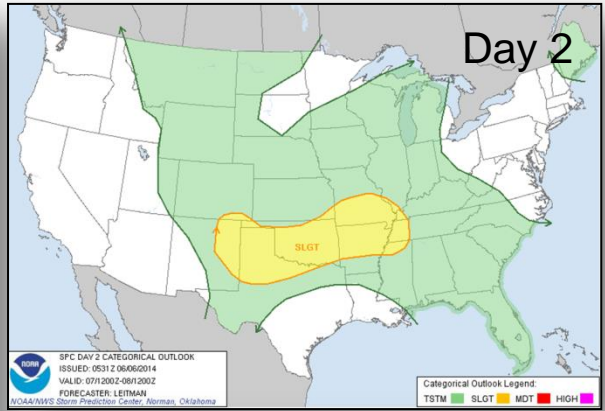 Day 2
SLGT
NOAA
SPC DAY 2 CATEGORICAL OUTLOOK
ISSUED: 0531Z 06/06/2014
VALID: 07/1200Z-08/1200Z
FORECASTER: LEITMAN
NOAA/NWS Storm Prediction Center, Norman, Oklahoma
Categorical Outlook Legend:
TSTM SLGT MDT HIGH